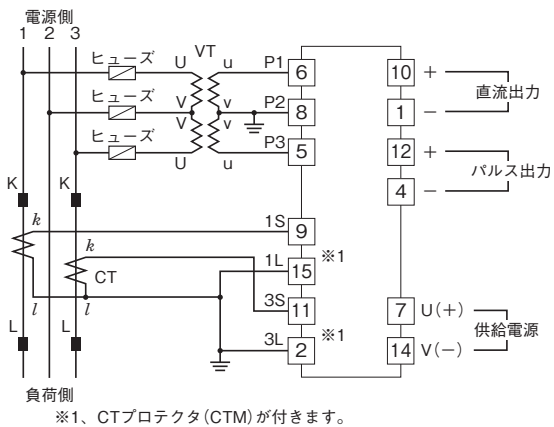 電源側
1 2 3
ヒューズ U VT u P1 6 10 +
直流出力
ヒューズ V v P2 8 1 −
V v
ヒューズ U u P3 5 12 +
パルス出力
4 −
K K
k 1S 9
※1
k 1L 15
CT
l l 3S 11 7 U(+)
※1 供給電源
L L 3L 2 14 V(−)
負荷側
※1、CTプロテクタ(CTM)が付きます。